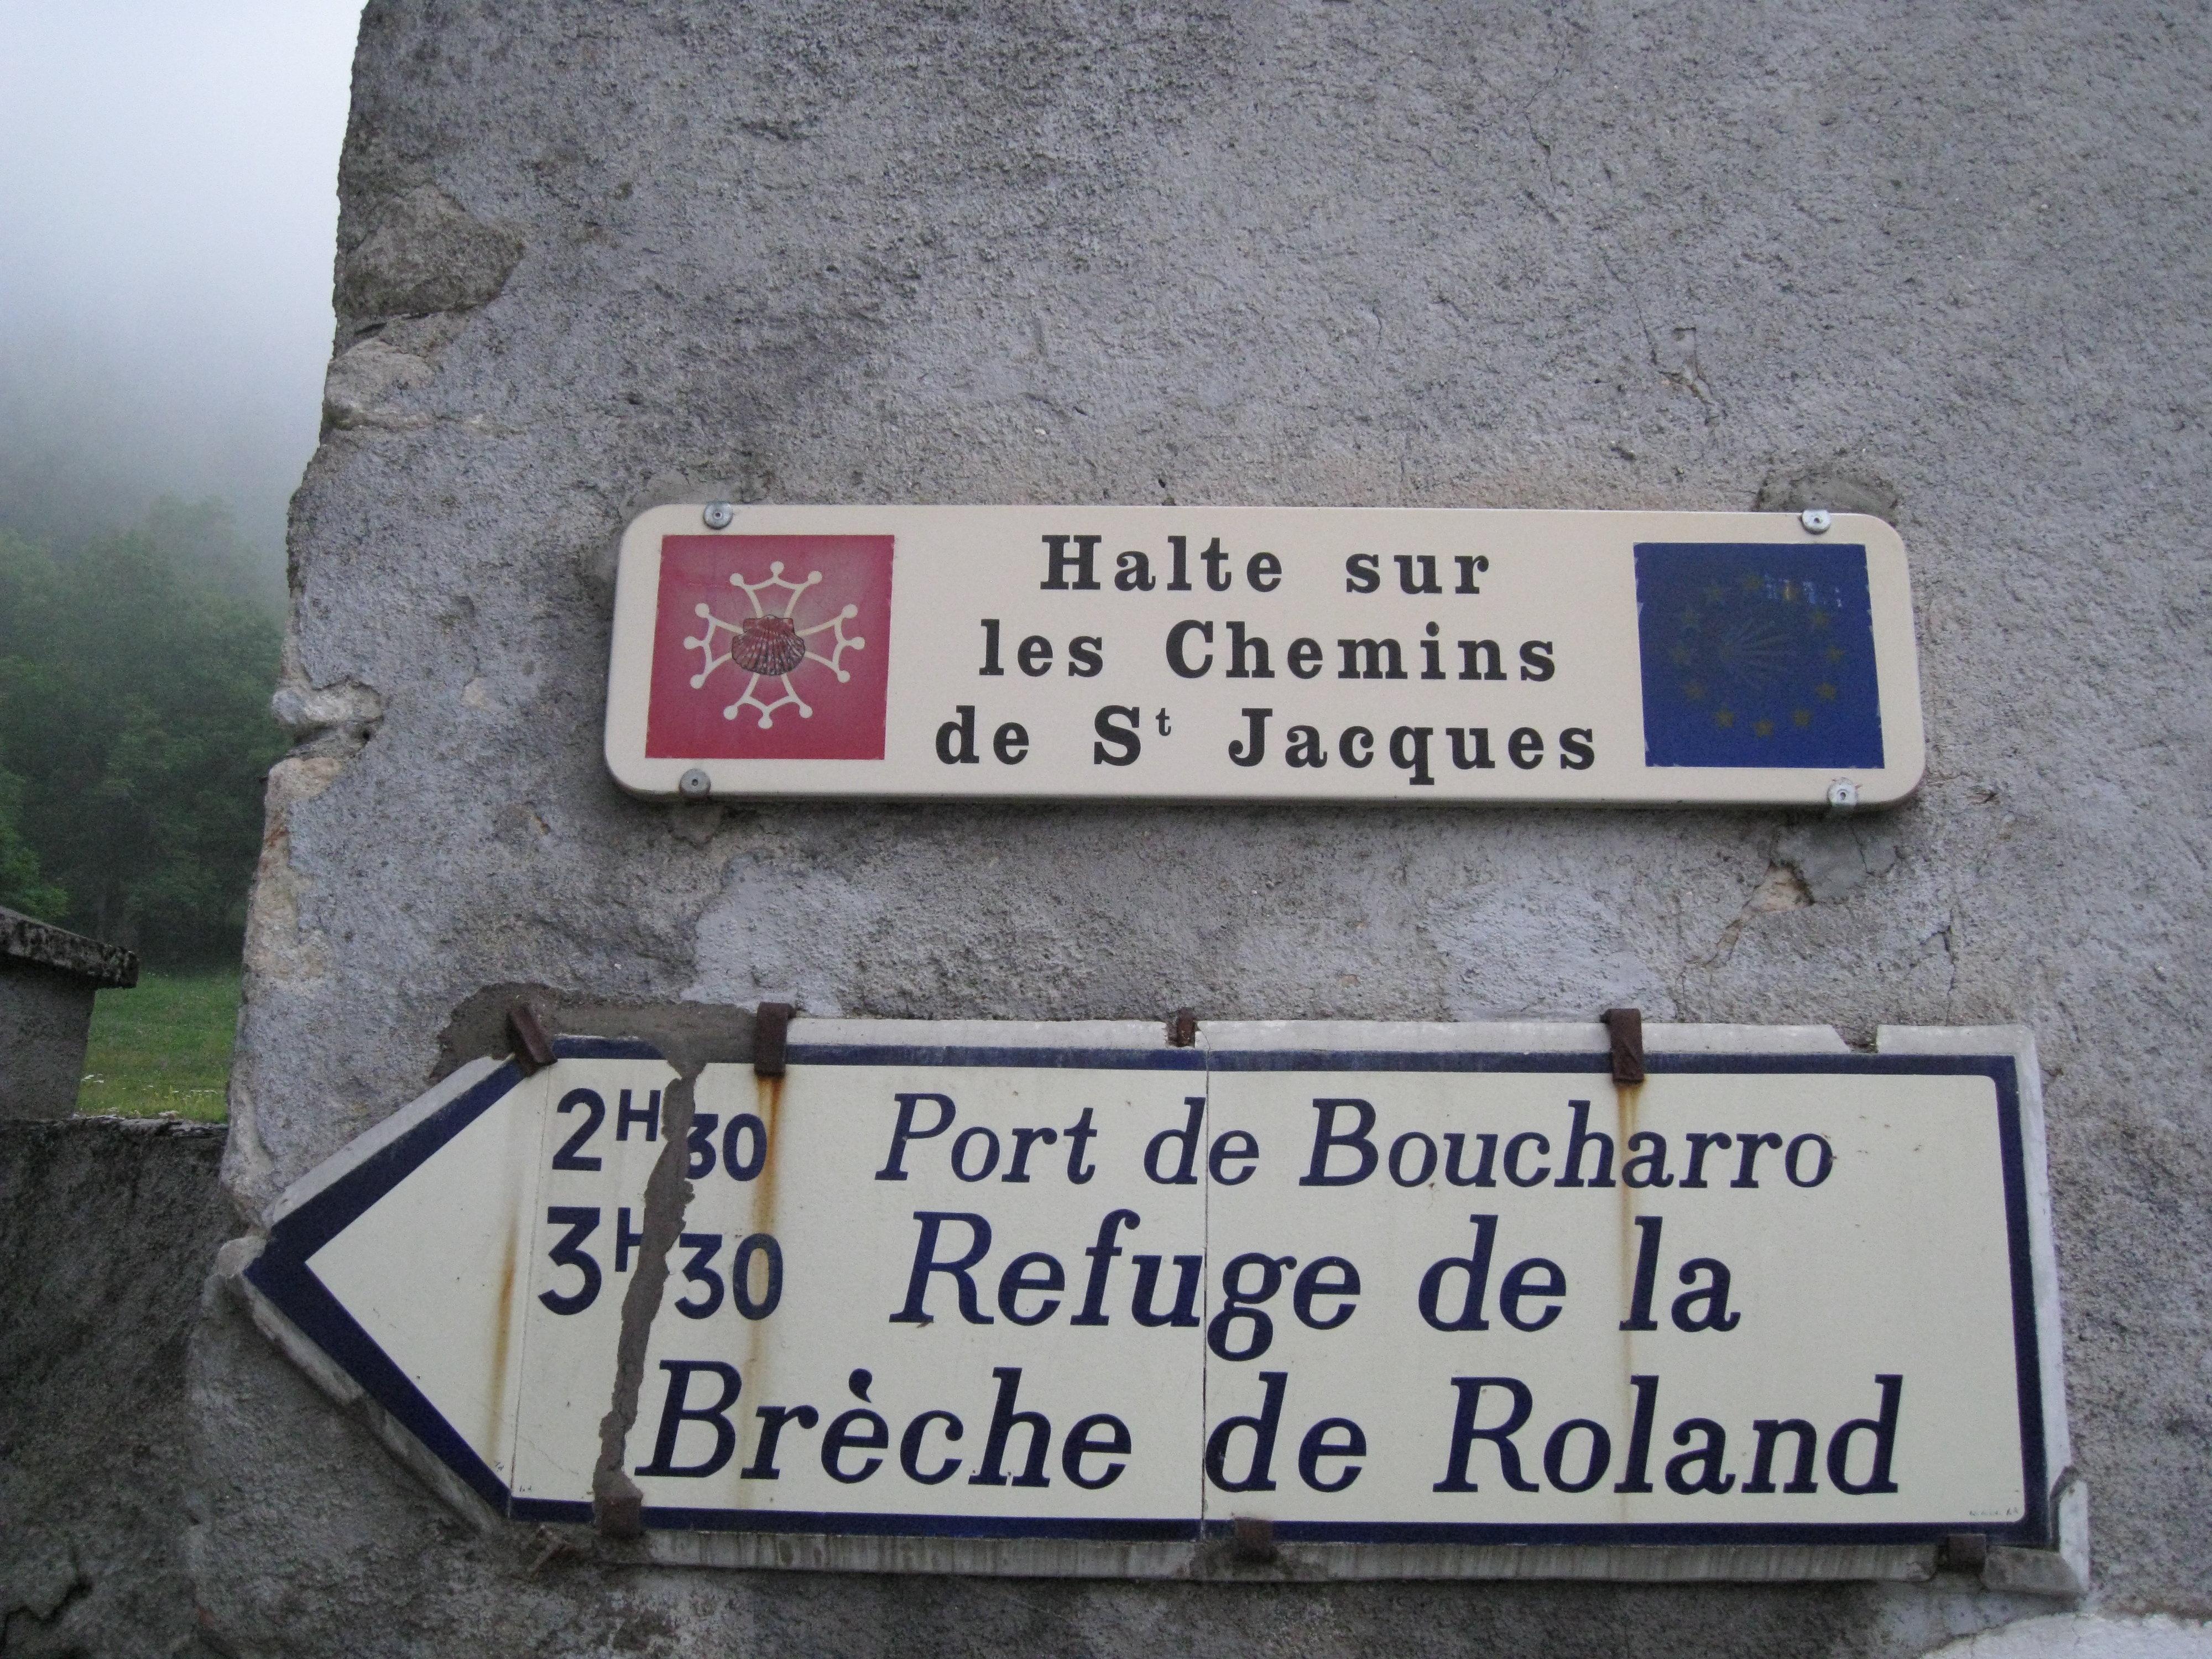 Halte sur
les Chemins
de St Jacques
2H30 Port de Boucharro
3H30 Refuge de la
Brèche de Roland